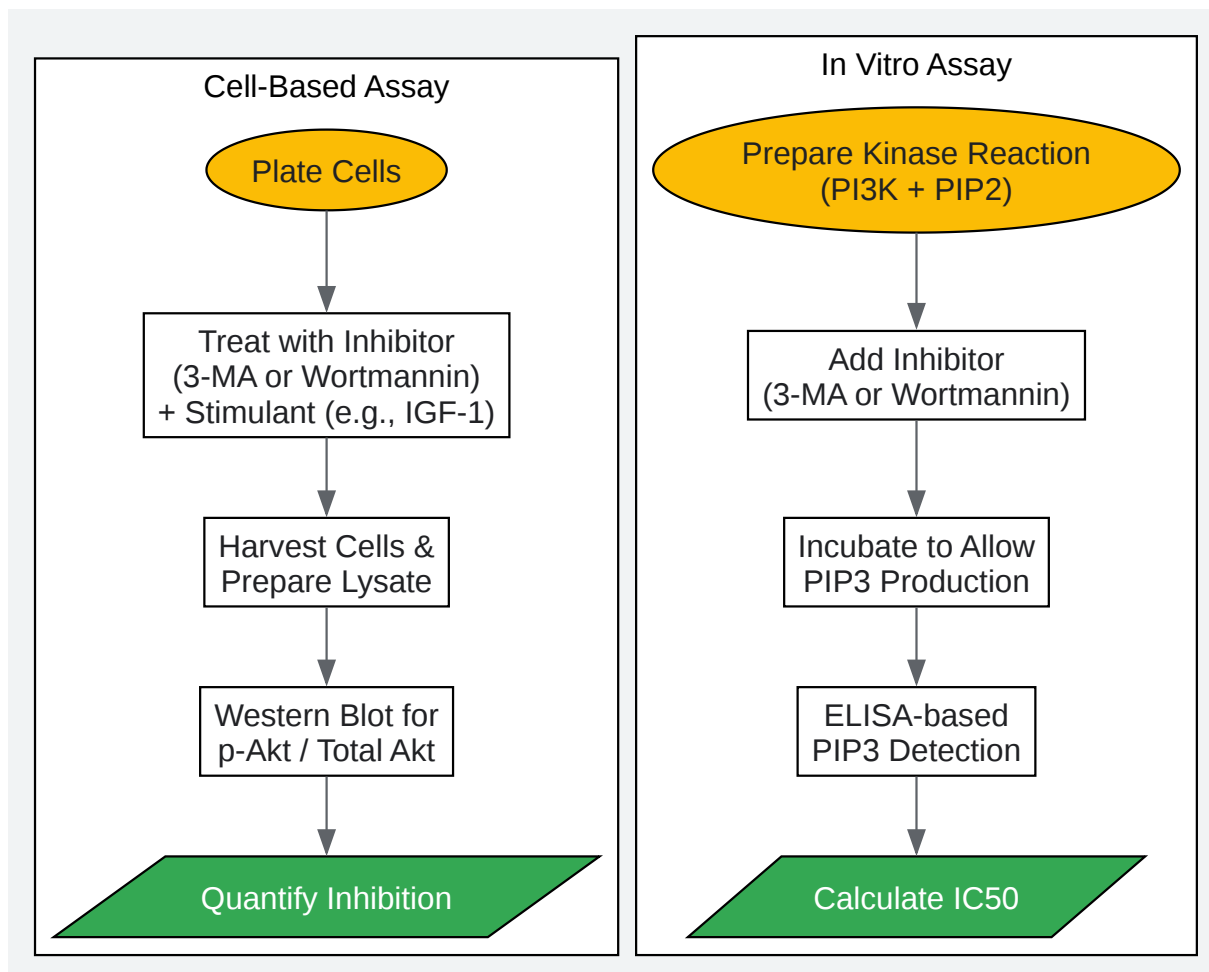 Cell-Based Assay
Plate Cells
Treat with Inhibitor
(3-MA or Wortmannin)
+ Stimulant (e.g., IGF-1)
Harvest Cells &
Prepare Lysate
Western Blot for
p-Akt / Total Akt
Quantify Inhibition
In Vitro Assay
Prepare Kinase Reaction
(PI3K + PIP2)
Add Inhibitor
(3-MA or Wortmannin)
Incubate to Allow
PIP3 Production
ELISA-based
PIP3 Detection
Calculate IC50